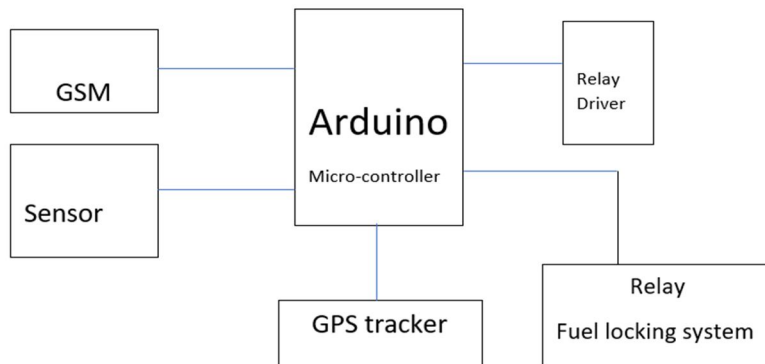 GSM
Arduino
Micro-controller
Relay
Driver
Sensor
GPS tracker
Relay
Fuel locking system